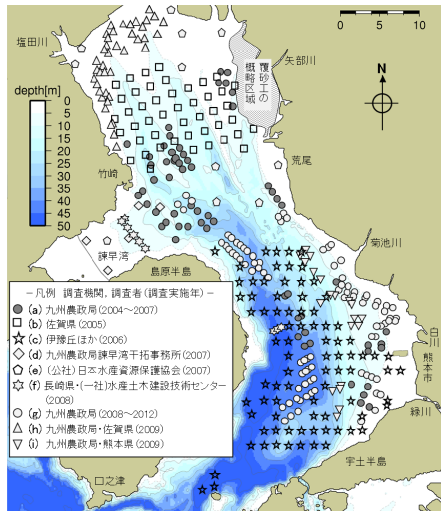 塩田川
矢部川
覆砂工の
概略区域
0 5 10
N
depth[m]
0
5
10
15
20
25
30
35
40
45
50
竹崎
荒尾
諫早湾
島原半島
菊池川
白川
熊本市
緑川
宇土半島
口之津
－凡例 調査機関，調査者(調査実施年)－
(a) 九州農政局(2004～2007)
(b) 佐賀県(2005)
(c) 伊豫丘ほか(2006)
(d) 九州農政局諫早湾干拓事務所(2007)
(e) (公社)日本水産資源保護協会(2007)
(f) 長崎県・(一社)水産土木建設技術センター
(2008)
(g) 九州農政局(2008～2012)
(h) 九州農政局・佐賀県(2009)
(i) 九州農政局・熊本県(2009)